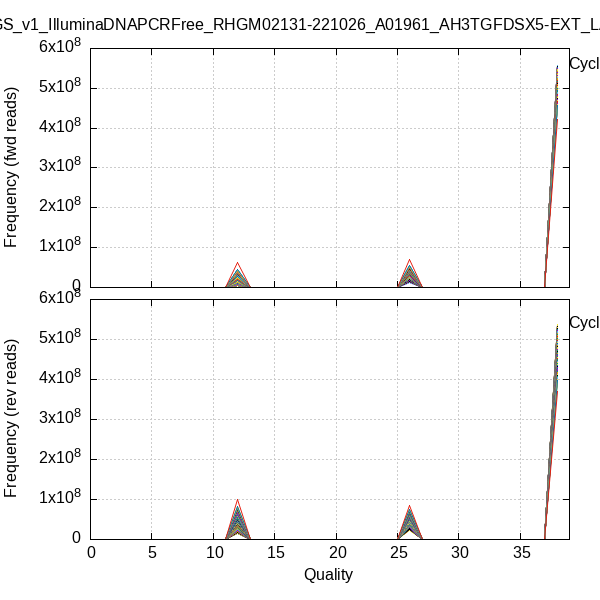 GS_v1_IlluminaDNAPCRFree_RHGM02131-221026_A01961_AH3TGFDSX5-EXT_L
6x10^8
Cycl
5x10^8
4x10^8
3x10^8
2x10^8
1x10^8
0
Frequency (fwd reads)
6x10^8
Cycl
5x10^8
4x10^8
3x10^8
2x10^8
1x10^8
0
Frequency (rev reads)
0 5 10 15 20 25 30 35
Quality